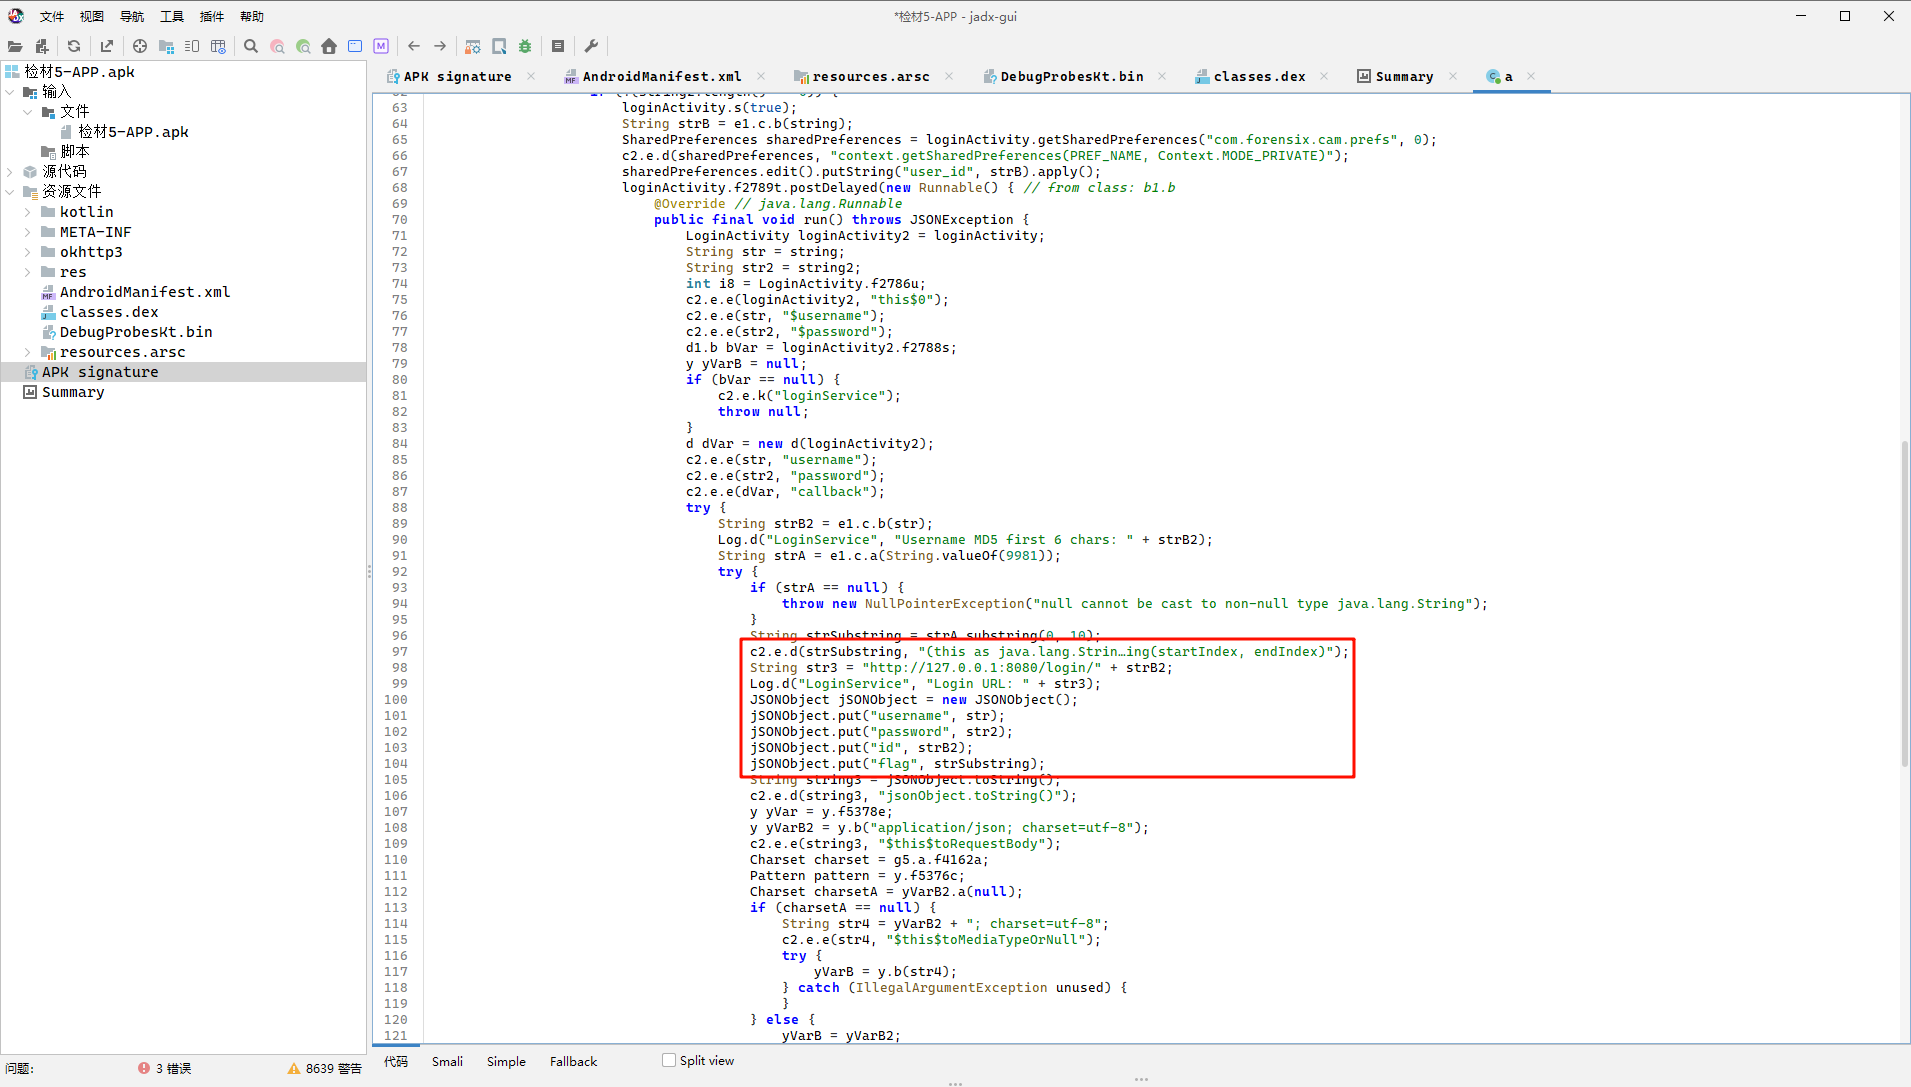 文件 视图 导航 工具 插件 帮助
*检材5-APP - jadx-gui
检材5-APP.apk
输入
文件
检材5-APP.apk
脚本
源代码
资源文件
kotlin
META-INF
okhttp3
res
AndroidManifest.xml
classes.dex
DebugProbesKt.bin
resources.arsc
APK signature
Summary
问题: 3 错误 8639 警告
APK signature AndroidManifest.xml resources.arsc DebugProbesKt.bin classes.dex Summary a
63 loginActivity.s(true);
64 String strB = e1.c.b(string);
65 SharedPreferences sharedPreferences = loginActivity.getSharedPreferences("com.forensix.cam.prefs", 0);
66 c2.e.d(sharedPreferences, "context.getSharedPreferences(PREF_NAME, Context.MODE_PRIVATE)");
67 sharedPreferences.edit().putString("user_id", strB).apply();
68 loginActivity.f2789t.postDelayed(new Runnable() { // from class: b1.b
69 @Override // java.lang.Runnable
70 public final void run() throws JSONException {
71 LoginActivity loginActivity2 = loginActivity;
72 String str = string;
73 String str2 = string2;
74 int i8 = LoginActivity.f2786u;
75 c2.e.e(loginActivity2, "this$0");
76 c2.e.e(str, "$username");
77 c2.e.e(str2, "$password");
78 d1.b bVar = loginActivity2.f2788s;
79 y yVarB = null;
80 if (bVar == null) {
81 c2.e.k("loginService");
82 throw null;
83 }
84 d dVar = new d(loginActivity2);
85 c2.e.e(str, "username");
86 c2.e.e(str2, "password");
87 c2.e.e(dVar, "callback");
88 try {
89 String strB2 = e1.c.b(str);
90 Log.d("LoginService", "Username MD5 first 6 chars: " + strB2);
91 String strA = e1.c.a(String.valueOf(9981));
92 try {
93 if (strA == null) {
94 throw new NullPointerException("null cannot be cast to non-null type java.lang.String");
95 }
96 String strSubstring = strA.substring(0, 10);
97 c2.e.d(strSubstring, "(this as java.lang.Strin…ing(startIndex, endIndex)");
98 String str3 = "http://127.0.0.1:8080/login/" + strB2;
99 Log.d("LoginService", "Login URL: " + str3);
100 JSONObject jSONObject = new JSONObject();
101 jSONObject.put("username", str);
102 jSONObject.put("password", str2);
103 jSONObject.put("id", strB2);
104 jSONObject.put("flag", strSubstring);
105 String string3 = jSONObject.toString();
106 c2.e.d(string3, "jsonObject.toString()");
107 y yVar = y.f5378e;
108 y yVarB2 = y.b("application/json; charset=utf-8");
109 c2.e.e(string3, "$this$toRequestBody");
110 Charset charset = g5.a.f4162a;
111 Pattern pattern = y.f5376c;
112 Charset charsetA = yVarB2.a(null);
113 if (charsetA == null) {
114 String str4 = yVarB2 + "; charset=utf-8";
115 c2.e.e(str4, "$this$toMediaTypeOrNull");
116 try {
117 yVarB = y.b(str4);
118 } catch (IllegalArgumentException unused) {
119 }
120 } else {
121 yVarB = yVarB2;
代码 Smali Simple Fallback Split view